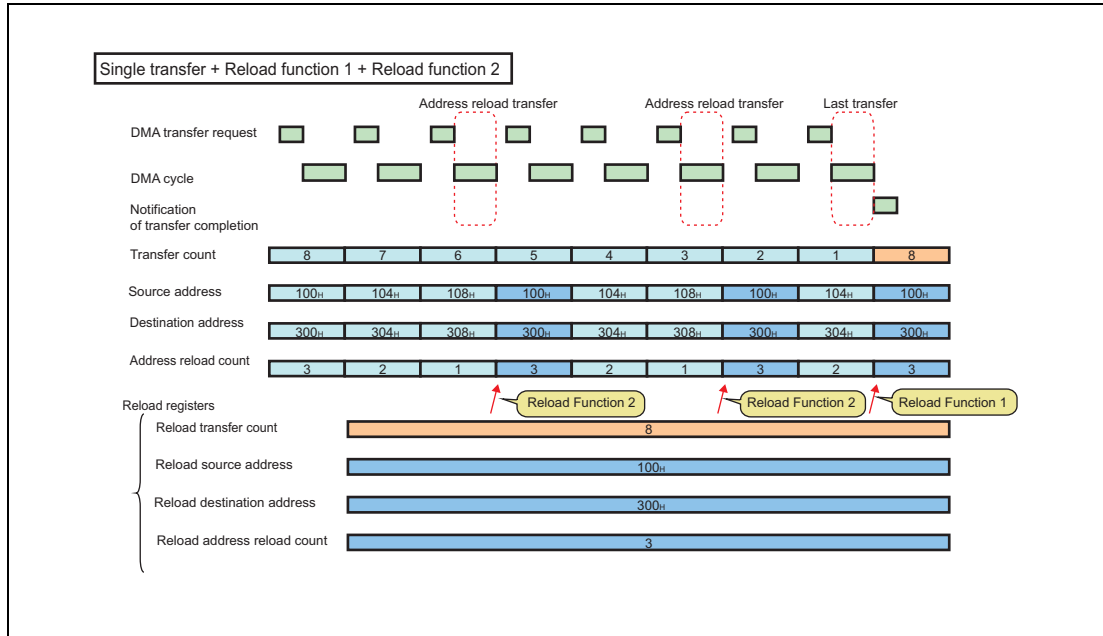 Single transfer + Reload function 1 + Reload function 2
Address reload transfer Address reload transfer Last transfer
DMA transfer request
DMA cycle
Notification
of transfer completion
Transfer count 8 7 6 5 4 3 2 1 8
Source address 100H 104H 108H 100H 104H 108H 100H 104H 100H
Destination address 300H 304H 308H 300H 304H 308H 300H 304H 300H
Address reload count 3 2 1 3 2 1 3 2 3
Reload Function 2 Reload Function 2 Reload Function 1
Reload registers
Reload transfer count 8
Reload source address 100H
Reload destination address 300H
Reload address reload count 3